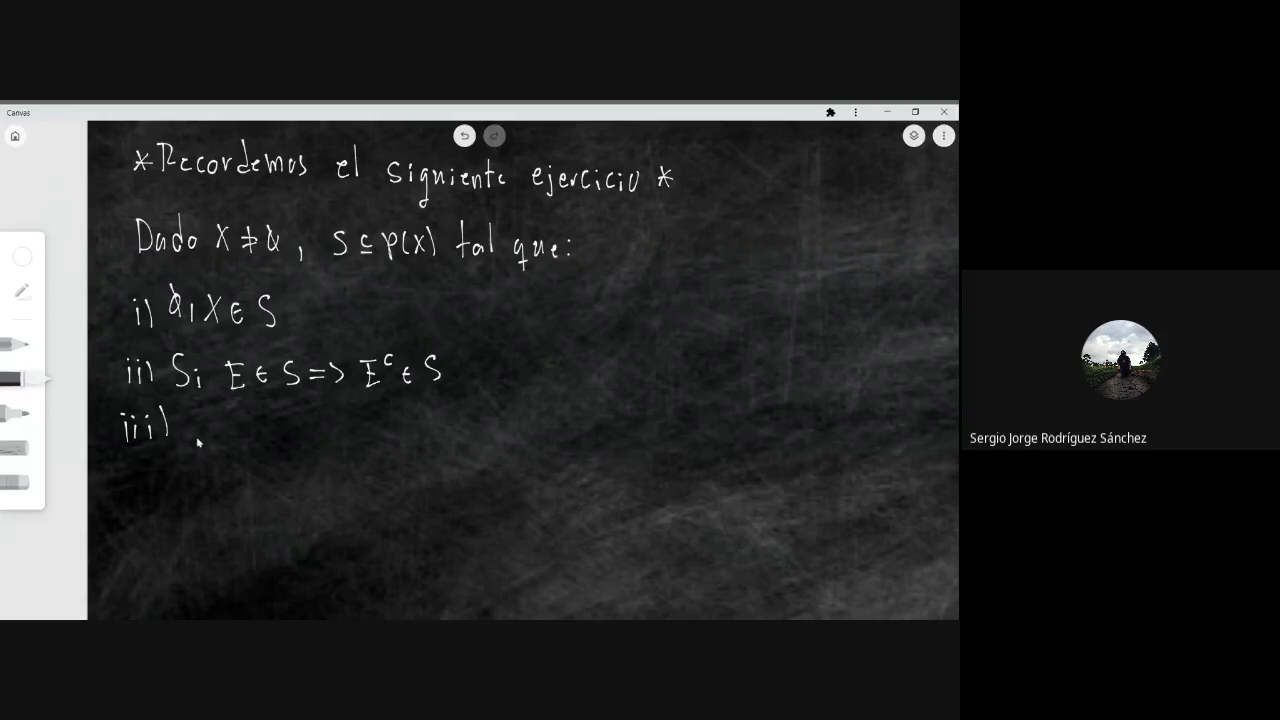 Canvas
*Recordemos el siguiente ejercicio*
Dado X ≠ ∅, S ⊆ P(X) tal que:
i) ∅, X ∈ S
ii) Si E ∈ S => E^c ∈ S
iii)
Sergio Jorge Rodríguez Sánchez